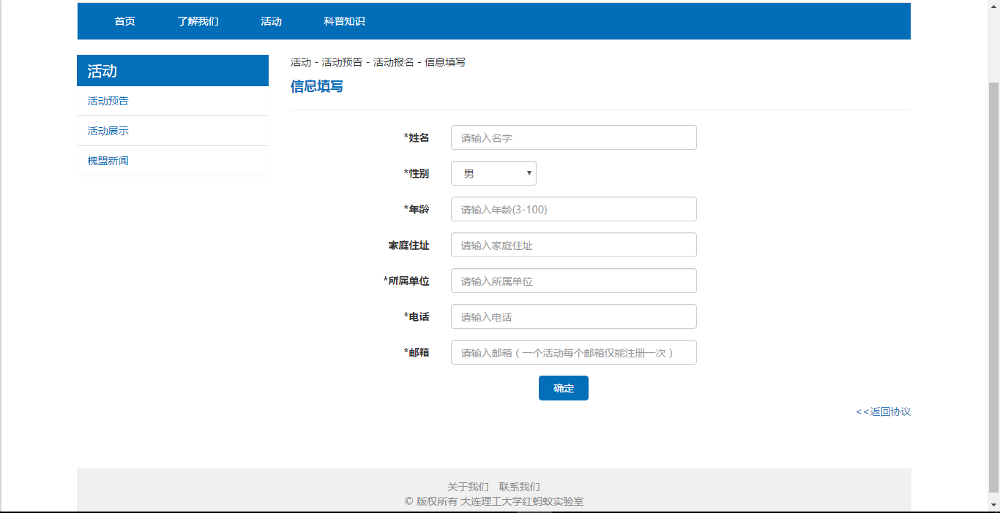 首页 了解我们 活动 科普知识
活动
活动预告
活动展示
槐盟新闻
活动 - 活动预告 - 活动报名 - 信息填写
信息填写
*姓名 请输入名字
*性别 男
*年龄 请输入年龄(3-100)
家庭住址 请输入家庭住址
*所属单位 请输入所属单位
*电话 请输入电话
*邮箱 请输入邮箱（一个活动每个邮箱仅能注册一次）
确定
<<返回协议
关于我们 联系我们
© 版权所有 大连理工大学红蚂蚁实验室